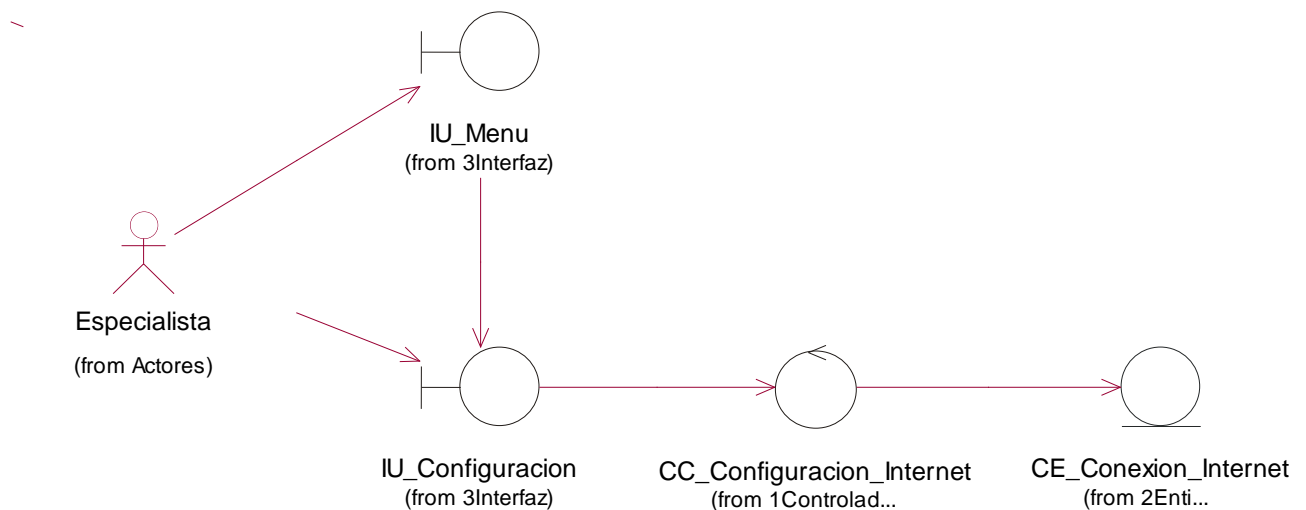 IU_Menu
(from 3Interfaz)
Especialista
(from Actores)
IU_Configuracion
(from 3Interfaz)
CC_Configuracion_Internet
(from 1Controlad...
CE_Conexion_Internet
(from 2Enti...